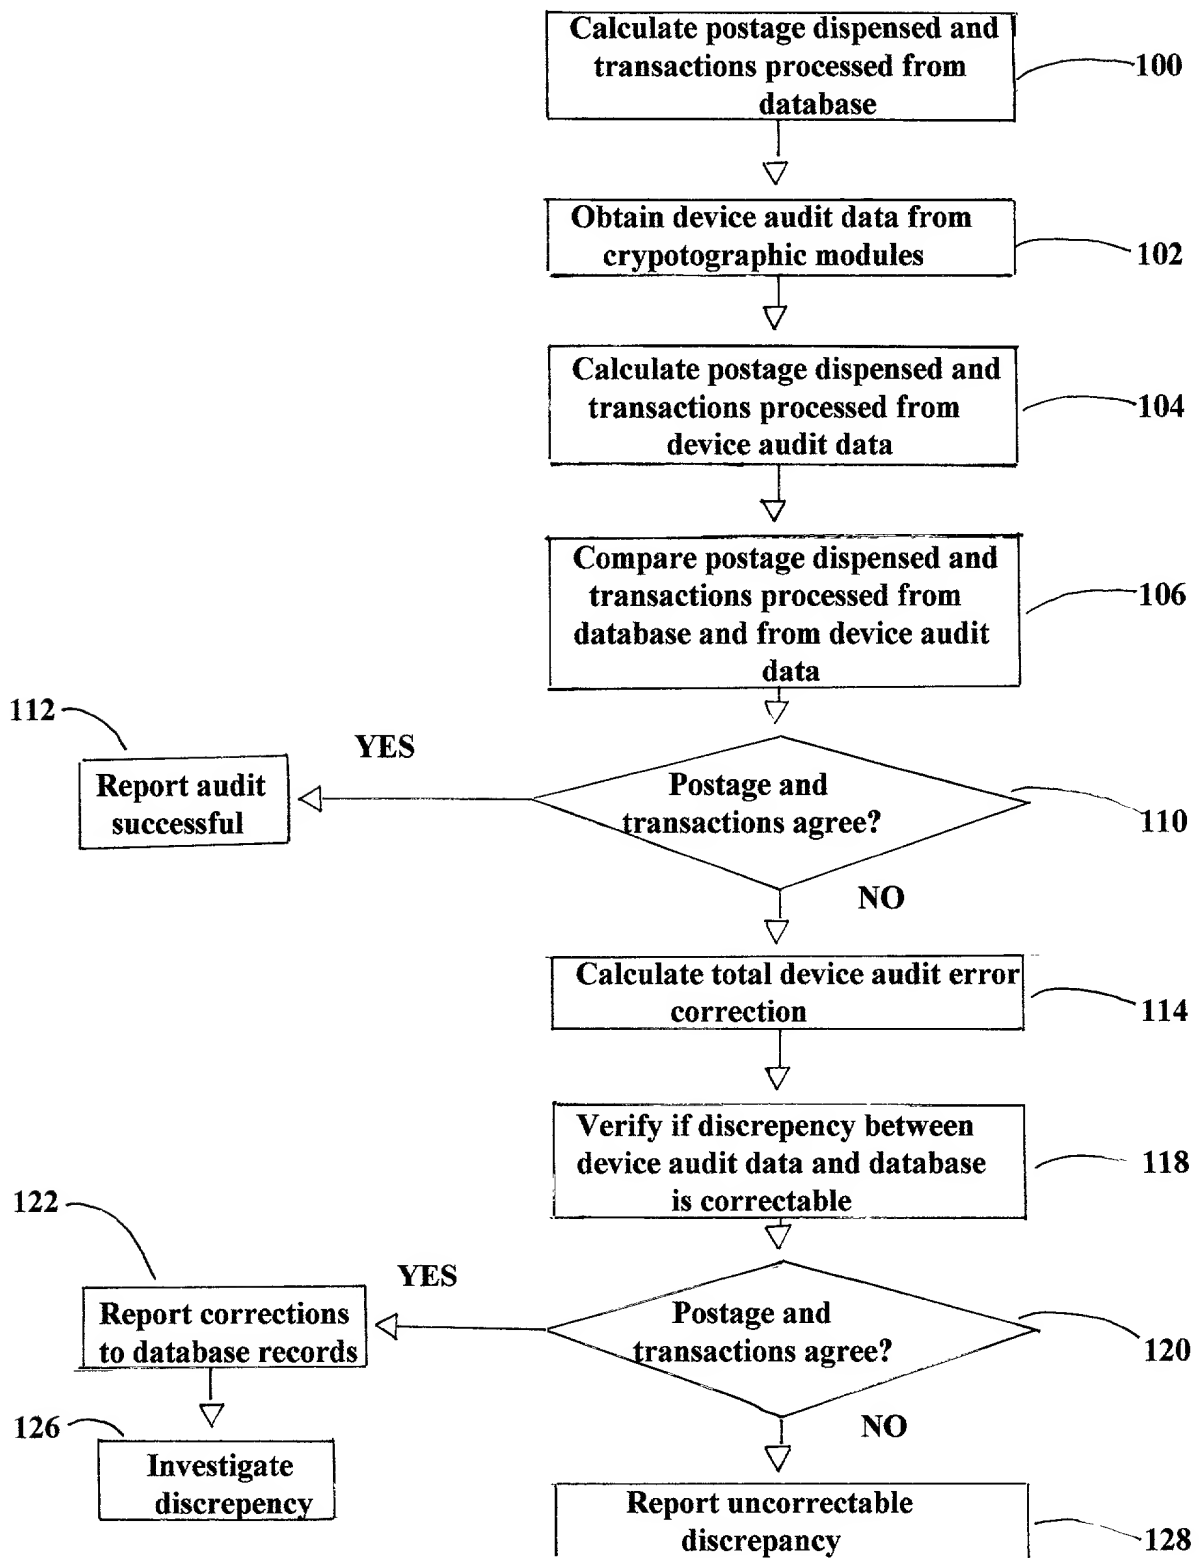 Calculate postage dispensed and
transactions processed from
database
100
Obtain device audit data from
crypotographic modules
102
Calculate postage dispensed and
transactions processed from
device audit data
104
Compare postage dispensed and
transactions processed from
database and from device audit
data
106
112
YES
Report audit
successful
Postage and
transactions agree?
110
NO
Calculate total device audit error
correction
114
Verify if discrepency between
device audit data and database
is correctable
118
122
YES
Report corrections
to database records
Postage and
transactions agree?
120
126
NO
Investigate
discrepency
Report uncorrectable
discrepancy
128